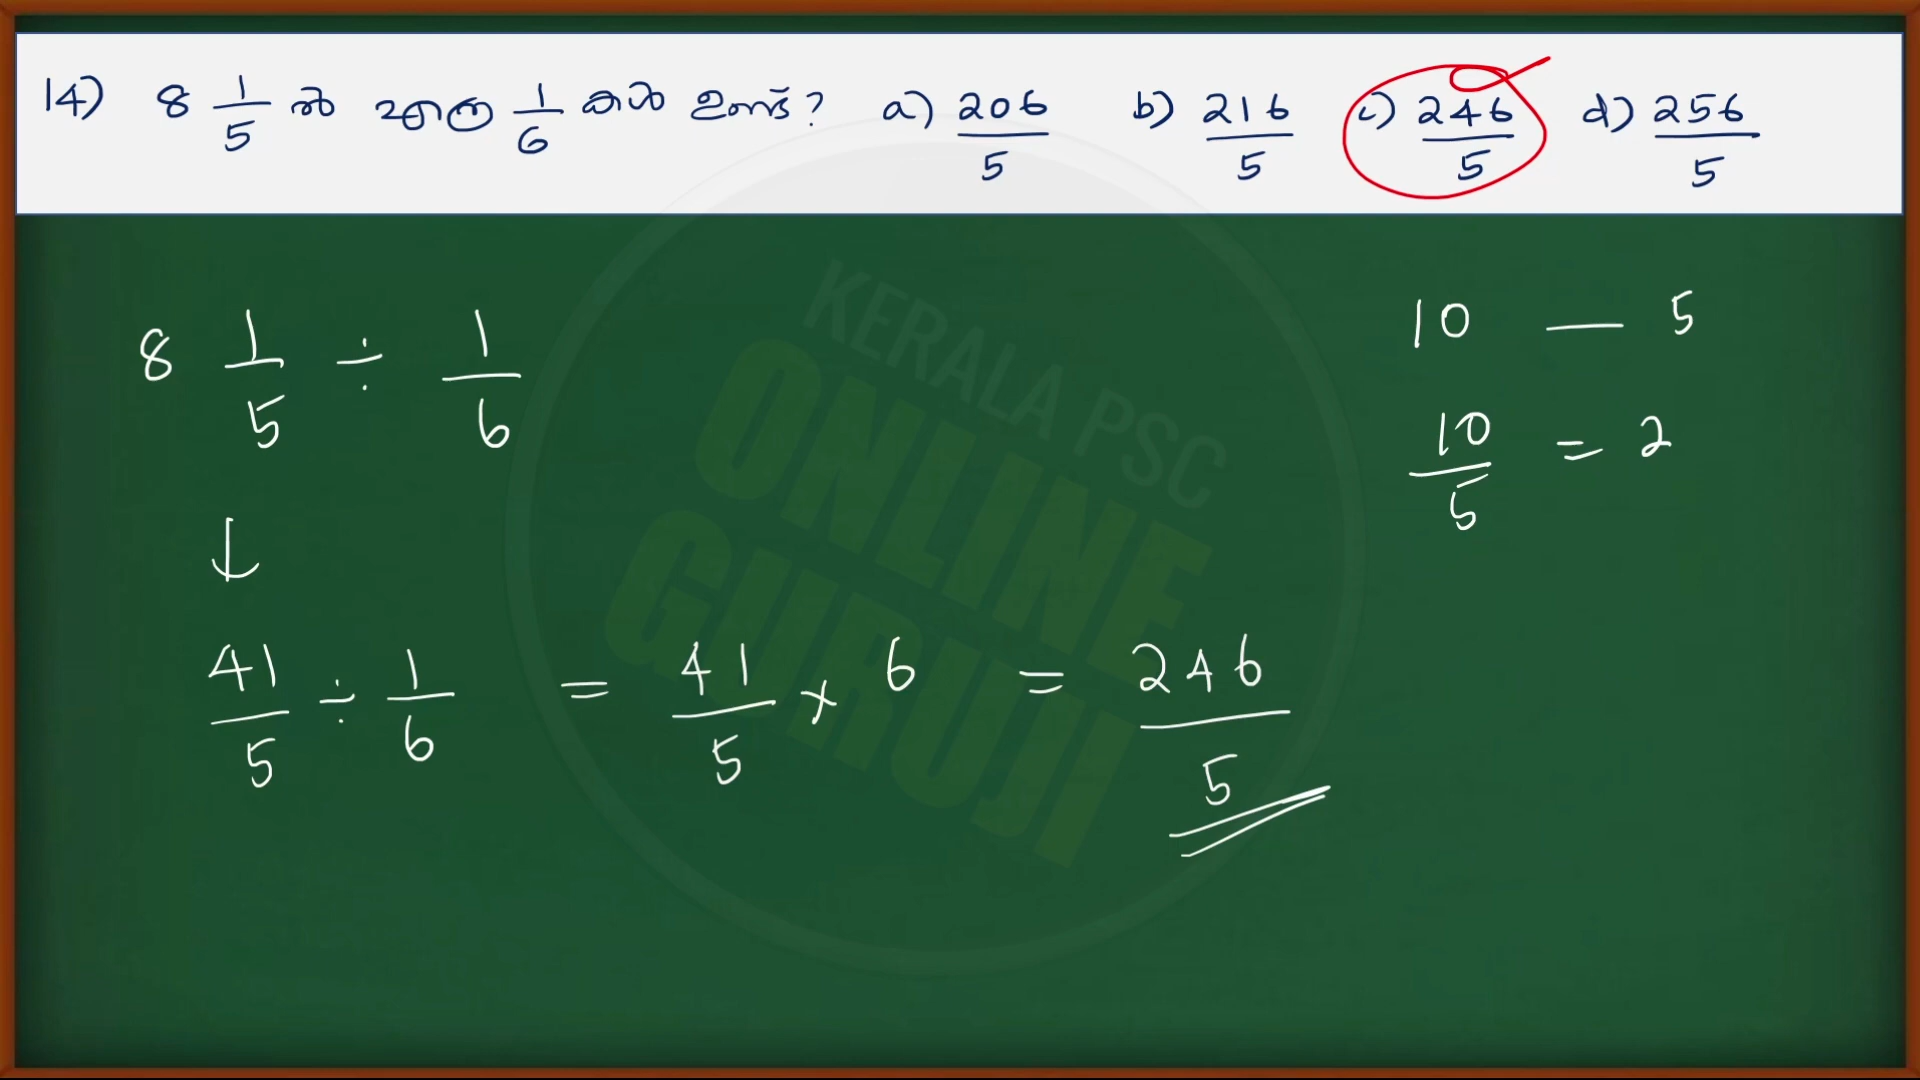 14) 8 1/5 ൽ എത്ര 1/6 കൾ ഉണ്ട്? a) 206/5 b) 216/5 c) 246/5 d) 256/5
8 1/5 ÷ 1/6
↓
41/5 ÷ 1/6 = 41/5 × 6 = 246/5
10 — 5
10/5 = 2
KERALA PSC
ONLINE
GURUJI